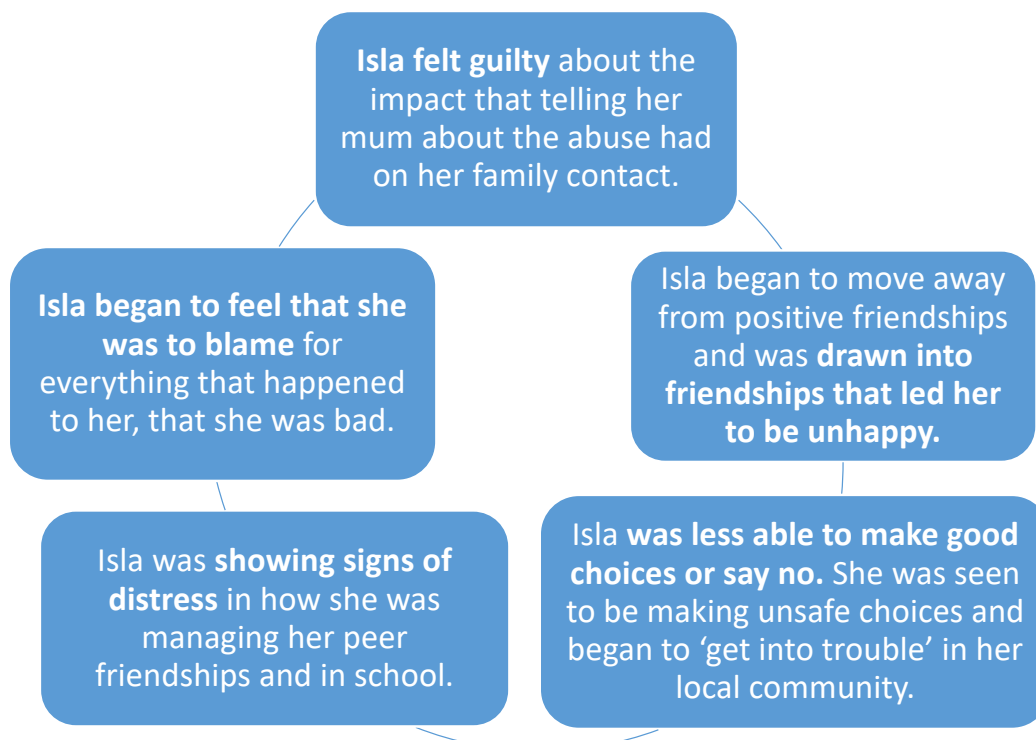 Isla felt guilty about the
impact that telling her
mum about the abuse had
on her family contact.
Isla began to move away
from positive friendships
and was drawn into
friendships that led her
to be unhappy.
Isla was less able to make good
choices or say no. She was seen
to be making unsafe choices and
began to ‘get into trouble’ in her
local community.
Isla was showing signs of
distress in how she was
managing her peer
friendships and in school.
Isla began to feel that she
was to blame for
everything that happened
to her, that she was bad.